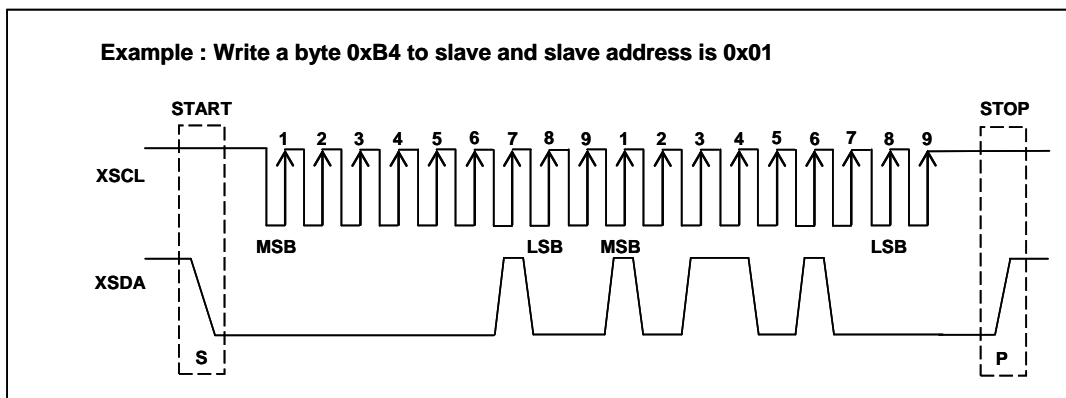 Example : Write a byte 0xB4 to slave and slave address is 0x01
START
STOP
1 2 3 4 5 6 7 8 9 1 2 3 4 5 6 7 8 9
XSCL
MSB LSB MSB LSB
XSDA
S P